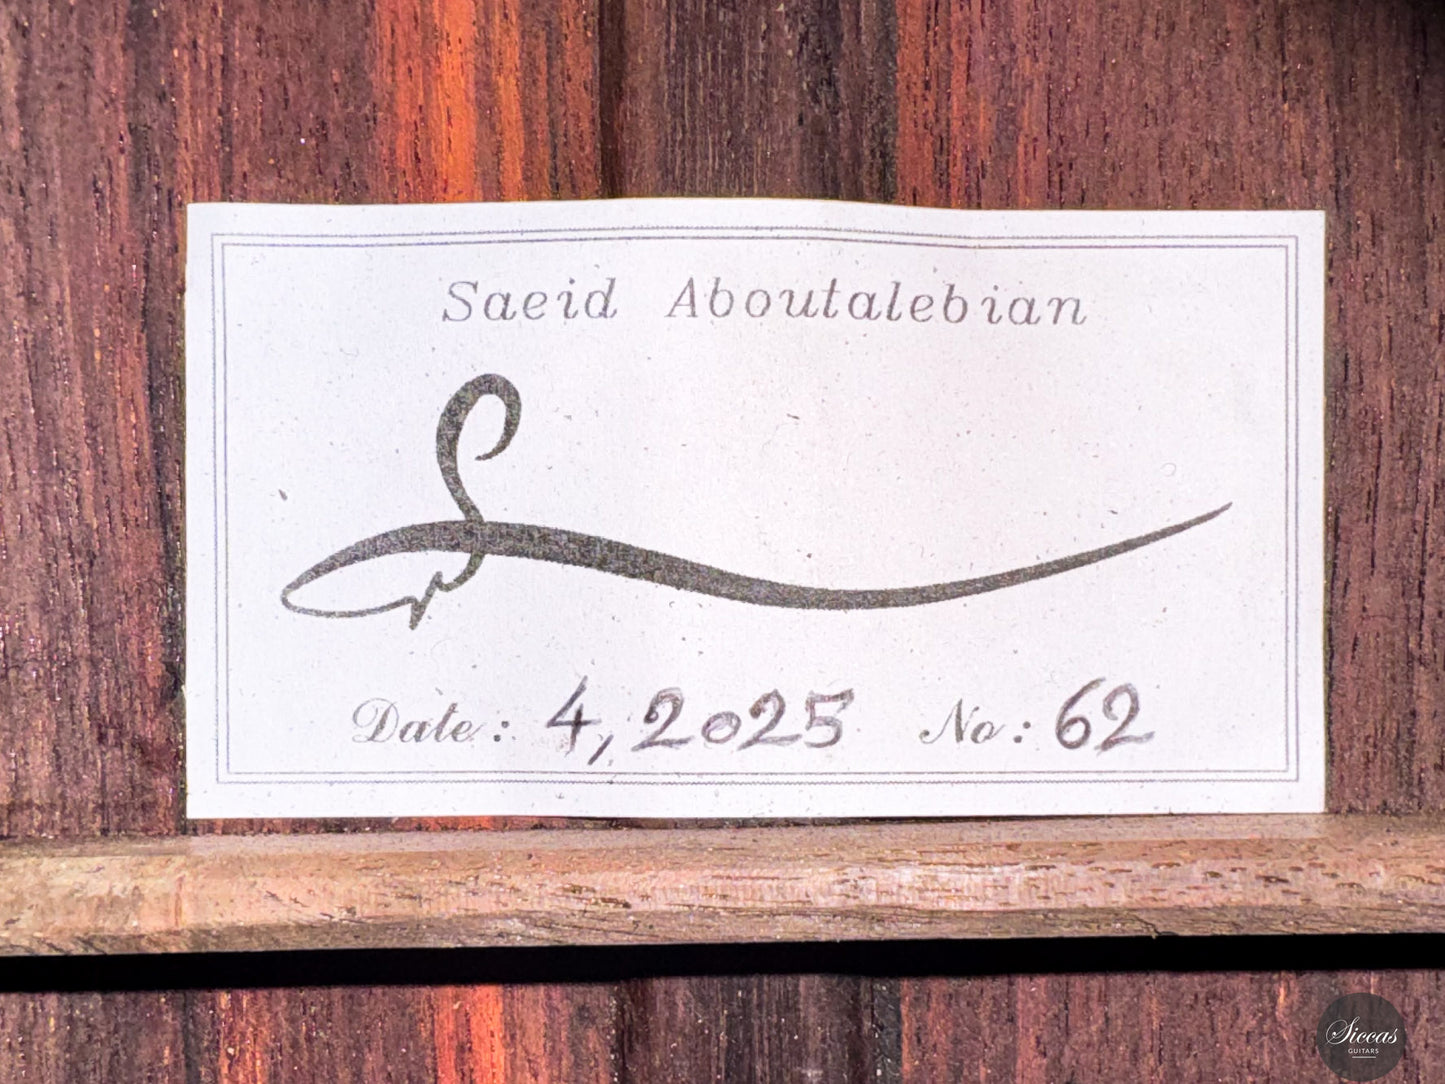 Saeid Aboutalebian
Date: 4, 2025 No: 62
Siccas
GUITARS